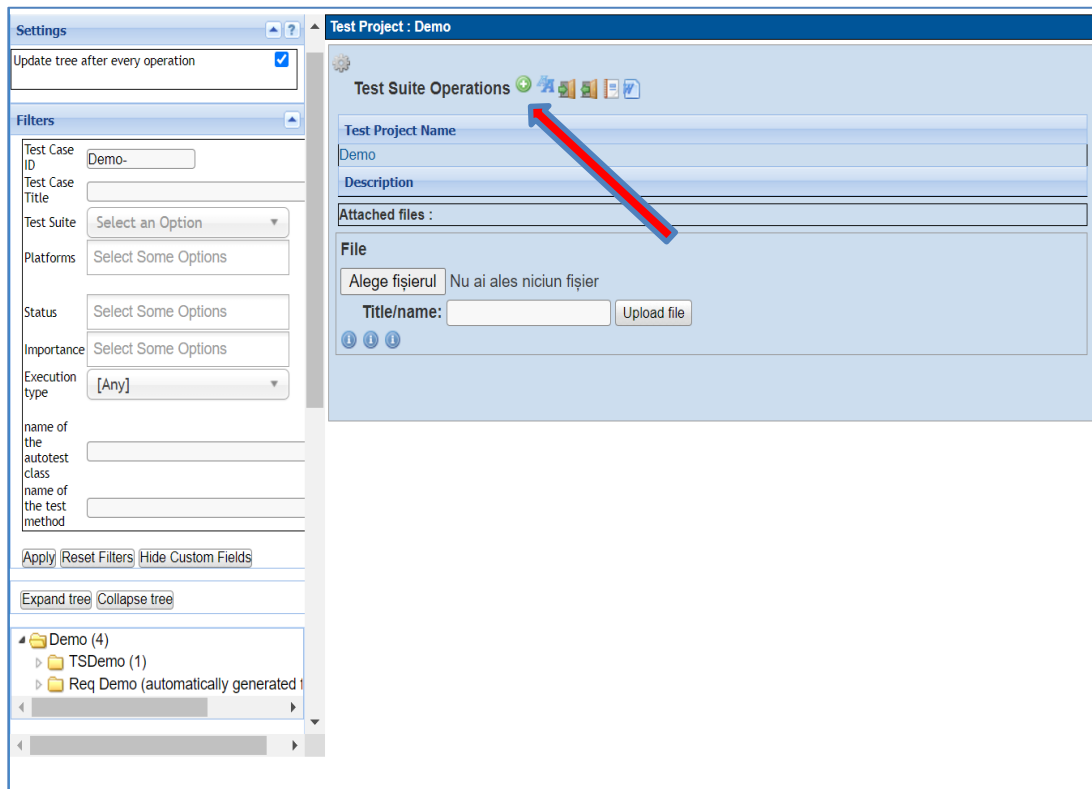 Settings
?
Update tree after every operation
Filters
Test Case
ID
Demo-
Test Case
Title
Test Suite
Select an Option
Platforms
Select Some Options
Status
Select Some Options
Importance
Select Some Options
Execution
type
[Any]
name of
the
autotest
class
name of
the test
method
Apply
Reset Filters
Hide Custom Fields
Expand tree
Collapse tree
Demo (4)
TSDemo (1)
Req Demo (automatically generated
Test Project : Demo
Test Suite Operations
Test Project Name
Demo
Description
Attached files :
File
Alege fișierul Nu ai ales niciun fișier
Title/name:
Upload file